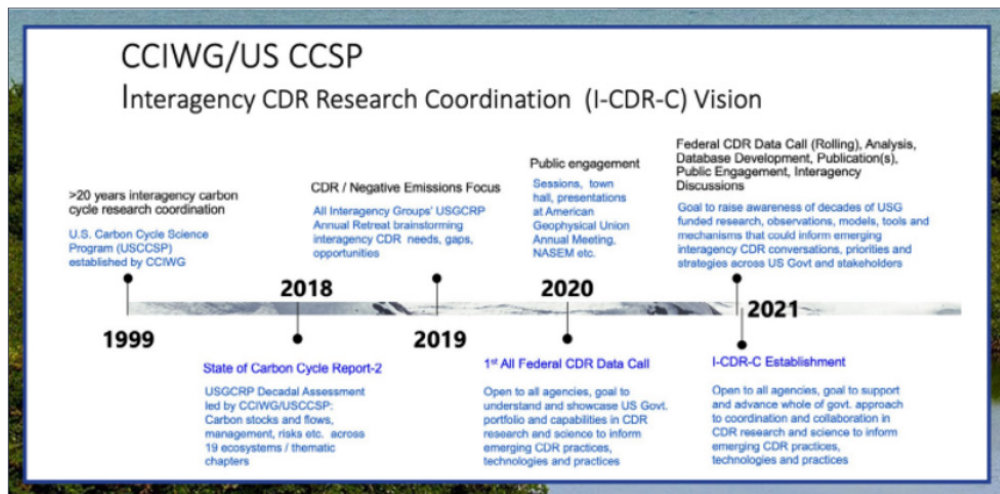 CCIWG/US CCSP
Interagency CDR Research Coordination (I-CDR-C) Vision
>20 years interagency carbon
cycle research coordination
U.S. Carbon Cycle Science
Program (USCCSP)
established by CCIWG
1999
2018
State of Carbon Cycle Report-2
USGCRP Decadal Assessment
led by CCIWG/USCCSP:
Carbon stocks and flows,
management, risks etc. across
19 ecosystems / thematic
chapters
CDR / Negative Emissions Focus
All Interagency Groups' USGCRP
Annual Retreat brainstorming
interagency CDR needs, gaps,
opportunities
2019
Public engagement
Sessions, town
hall, presentations
at American
Geophysical Union
Annual Meeting,
NASEM etc.
2020
1st All Federal CDR Data Call
Open to all agencies, goal to
understand and showcase US Govt.
portfolio and capabilities in CDR
research and science to inform
emerging CDR practices,
technologies and practices
Federal CDR Data Call (Rolling), Analysis,
Database Development, Publication(s),
Public Engagement, Interagency
Discussions
Goal to raise awareness of decades of USG
funded research, observations, models, tools and
mechanisms that could inform emerging
interagency CDR conversations, priorities and
strategies across US Govt and stakeholders
2021
I-CDR-C Establishment
Open to all agencies, goal to support
and advance whole of govt. approach
to coordination and collaboration in
CDR research and science to inform
emerging CDR practices,
technologies and practices